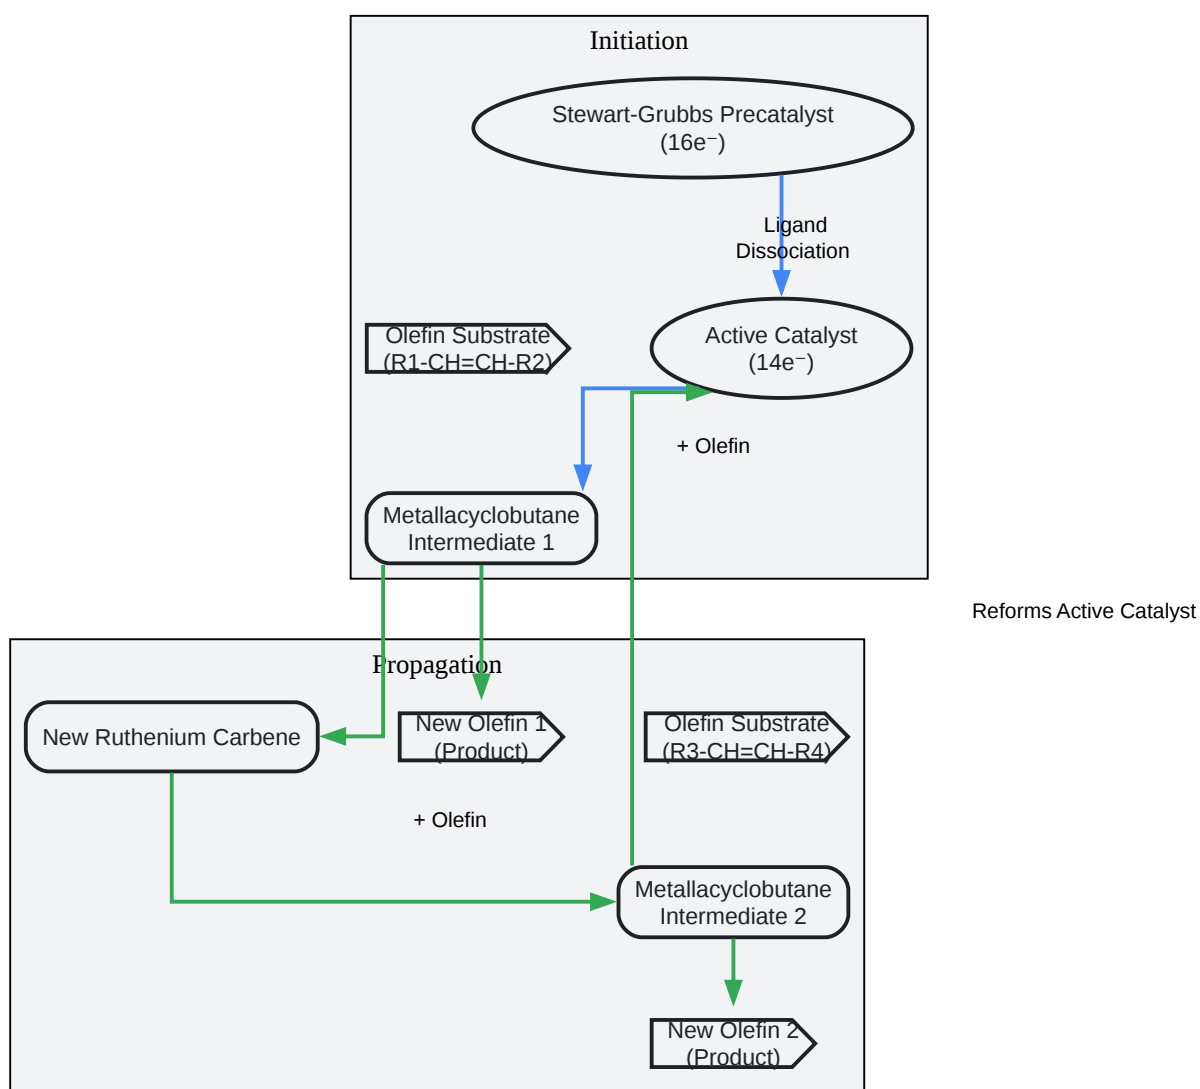 Initiation
Stewart-Grubbs Precatalyst
(16e⁻)
Ligand
Dissociation
Olefin Substrate
(R1-CH=CH-R2)
Active Catalyst
(14e⁻)
+ Olefin
Metallacyclobutane
Intermediate 1
Reforms Active Catalyst
Propagation
New Ruthenium Carbene
New Olefin 1
(Product)
Olefin Substrate
(R3-CH=CH-R4)
+ Olefin
Metallacyclobutane
Intermediate 2
New Olefin 2
(Product)